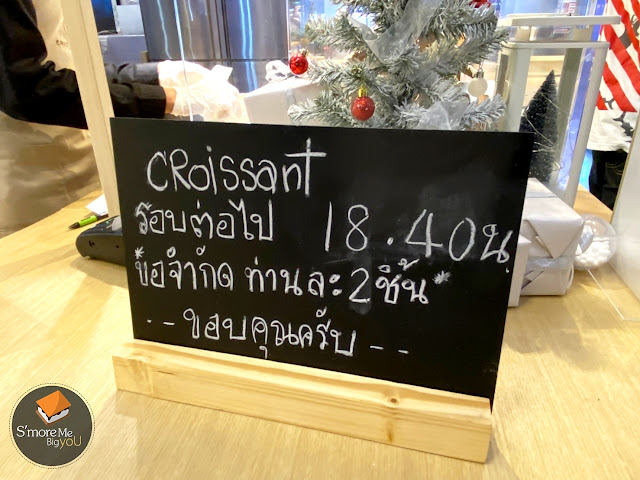 CRoissant
รอบต่อไป 18.40น.
*ข้อจำกัด ท่านละ 2 ชิ้น*
-- ขอบคุณครับ --
S'more Me
Big yoU